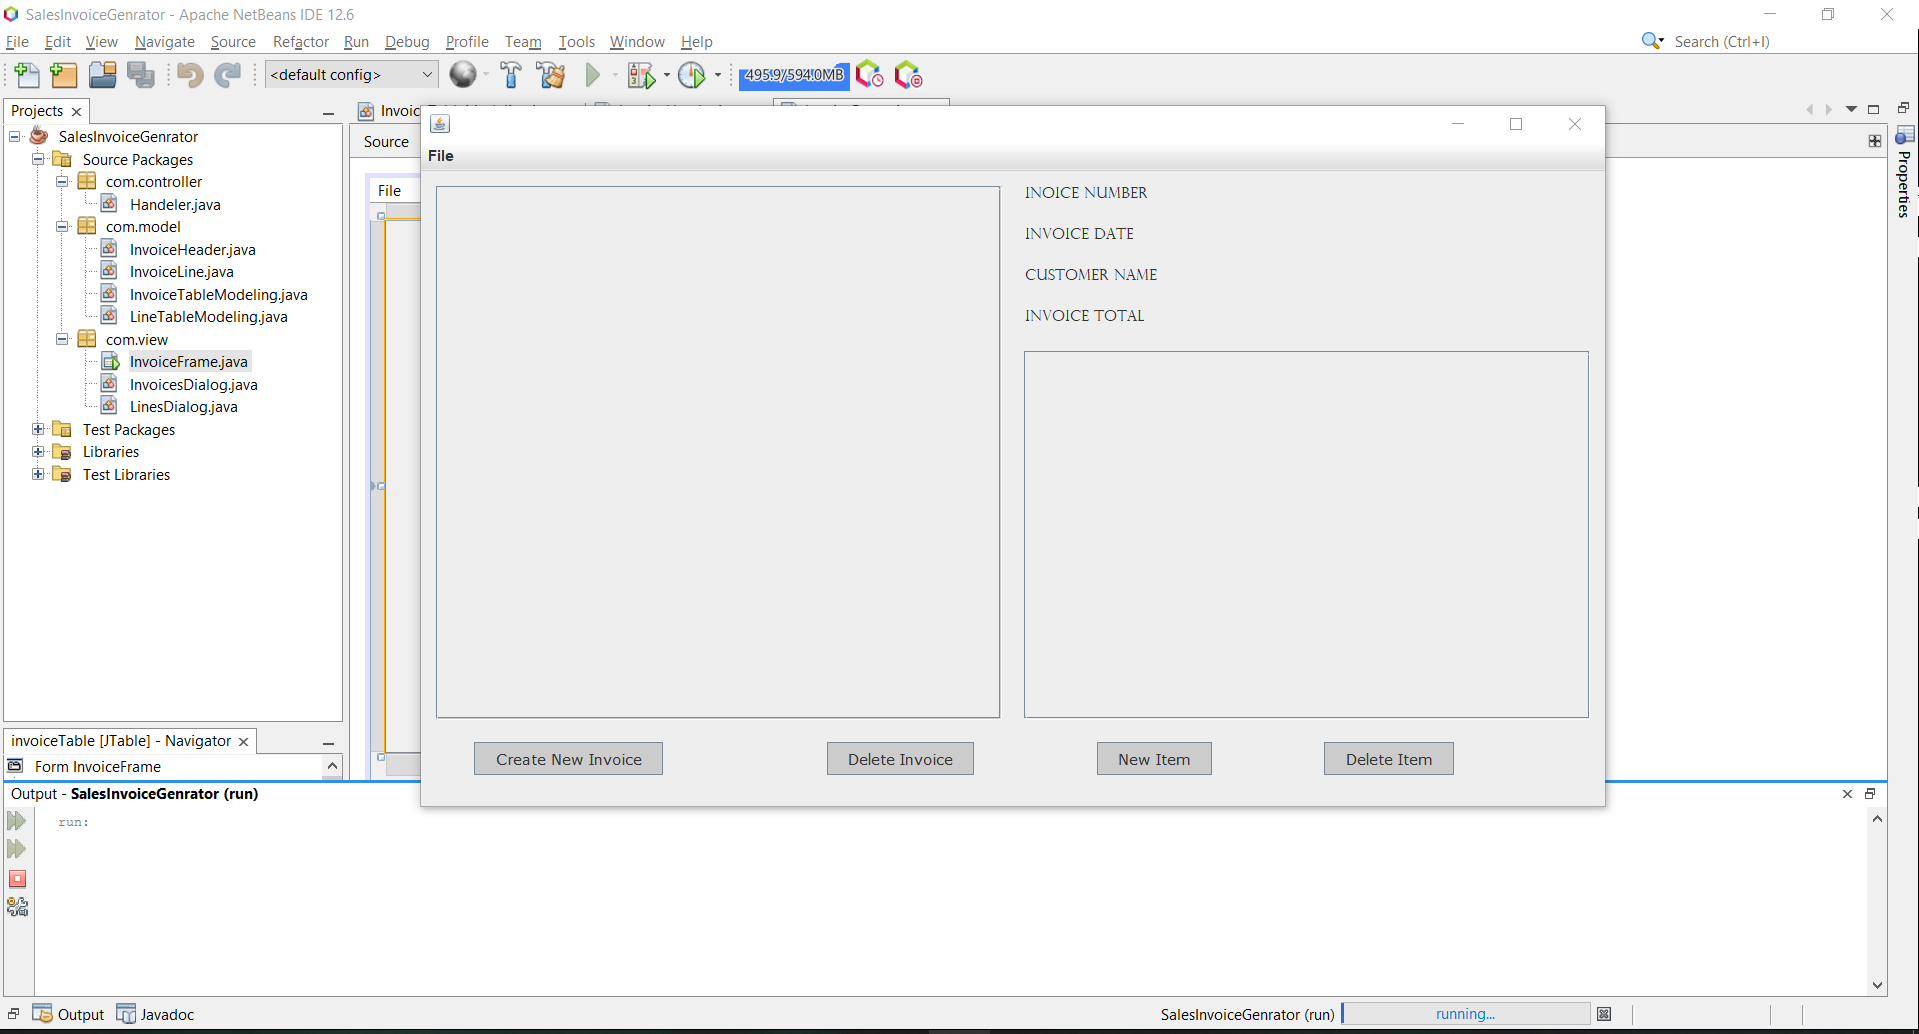 SalesInvoiceGenrator - Apache NetBeans IDE 12.6
File Edit View Navigate Source Refactor Run Debug Profile Team Tools Window Help
Search (Ctrl+I)
<default config>
495.9/594.0MB
Projects
Invoic
SalesInvoiceGenrator
Source Packages
com.controller
Handeler.java
com.model
InvoiceHeader.java
InvoiceLine.java
InvoiceTableModeling.java
LineTableModeling.java
com.view
InvoiceFrame.java
InvoicesDialog.java
LinesDialog.java
Test Packages
Libraries
Test Libraries
Source
File
File
INOICE NUMBER
INVOICE DATE
CUSTOMER NAME
INVOICE TOTAL
Create New Invoice
Delete Invoice
New Item
Delete Item
Properties
invoiceTable [JTable] - Navigator
Form InvoiceFrame
Output - SalesInvoiceGenrator (run)
run:
Output
Javadoc
SalesInvoiceGenrator (run)
running...